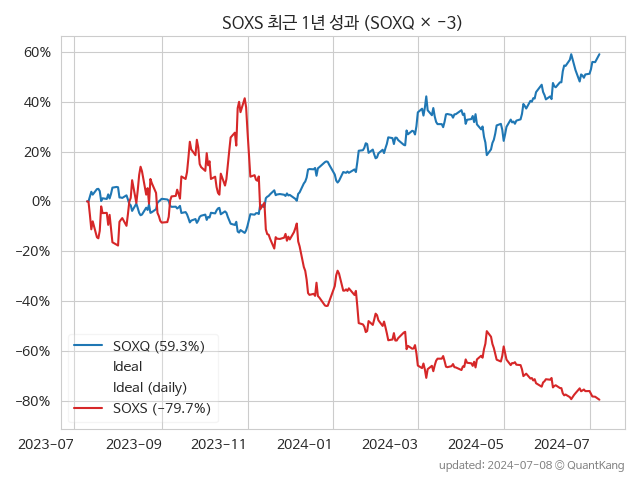 SOXS 최근 1년 성과 (SOXQ × −3)
60%
40%
20%
0%
−20%
−40%
−60%
−80%
SOXQ (59.3%)
Ideal
Ideal (daily)
SOXS (−79.7%)
2023-07 2023-09 2023-11 2024-01 2024-03 2024-05 2024-07
updated: 2024-07-08 © QuantKang